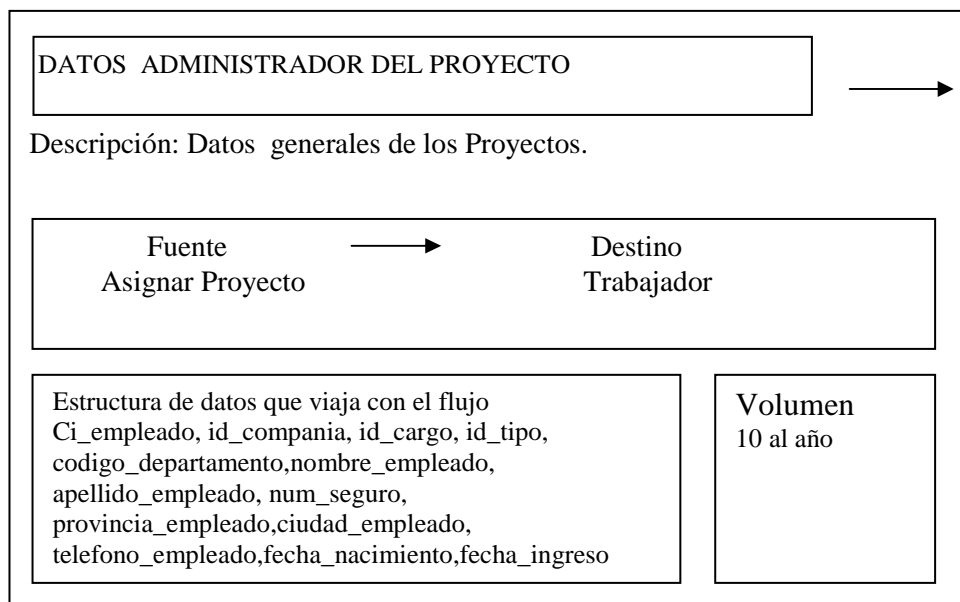 DATOS ADMINISTRADOR DEL PROYECTO
Descripción: Datos generales de los Proyectos.
Fuente Destino
Asignar Proyecto Trabajador
Estructura de datos que viaja con el flujo
Ci_empleado, id_compania, id_cargo, id_tipo,
codigo_departamento,nombre_empleado,
apellido_empleado, num_seguro,
provincia_empleado,ciudad_empleado,
telefono_empleado,fecha_nacimiento,fecha_ingreso
Volumen
10 al año